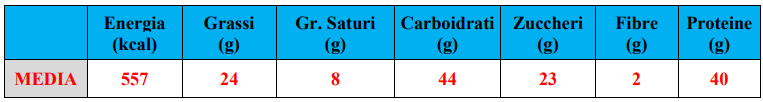 Energia (kcal) Grassi (g) Gr. Saturi (g) Carboidrati (g) Zuccheri (g) Fibre (g) Proteine (g)
MEDIA 557 24 8 44 23 2 40